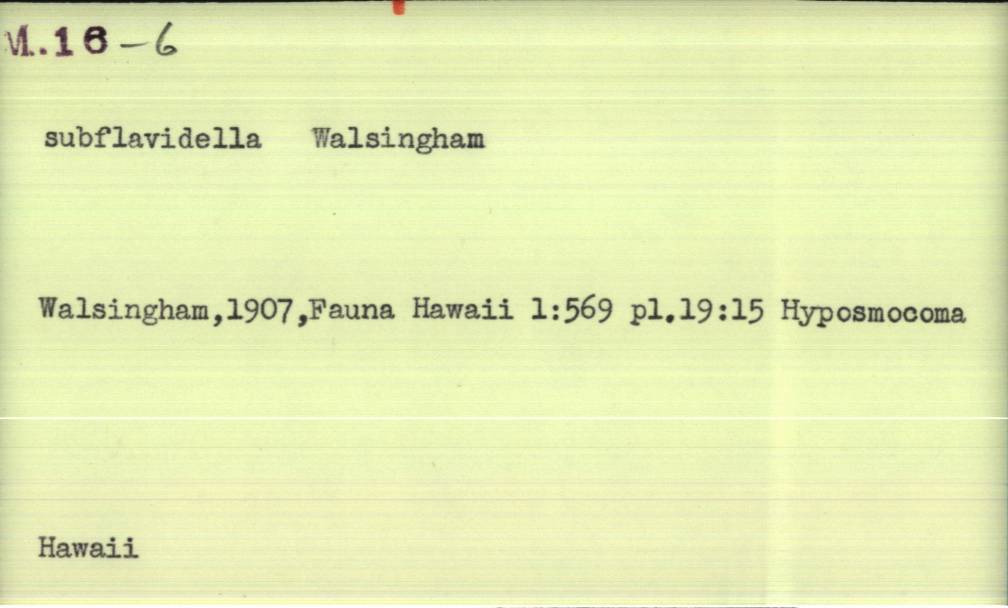 M.16-6
subflavidella Walsingham
Walsingham,1907,Fauna Hawaii 1:569 pl.19:15 Hyposmocoma
Hawaii